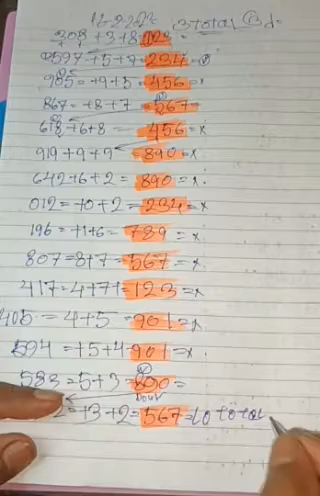 3 total
308 +3+8 123 =
597 +5+7= 234 =
985= +9+5= 456 =x
867= +8+7= 567=
618 +6+8= 456 =x
919 +9+9= 890 =x
642+6+2= 890 =x
012= +0+2= 234 =x
196= +1+6= 789 =x
807=8+7= 567 =x
417=4+7+= 123 =x
405=4+5= 901 =x
594=+5+4 901 =x
583=5+3= 890=
2=+3+2= 567=10 total